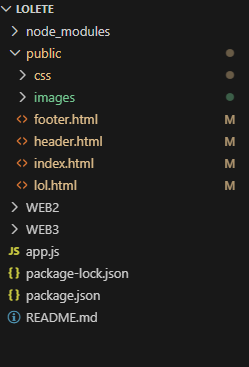 LOLETE
node_modules
public
css
images
footer.html M
header.html M
index.html M
lol.html M
WEB2
WEB3
JS app.js
{} package-lock.json
{} package.json
README.md